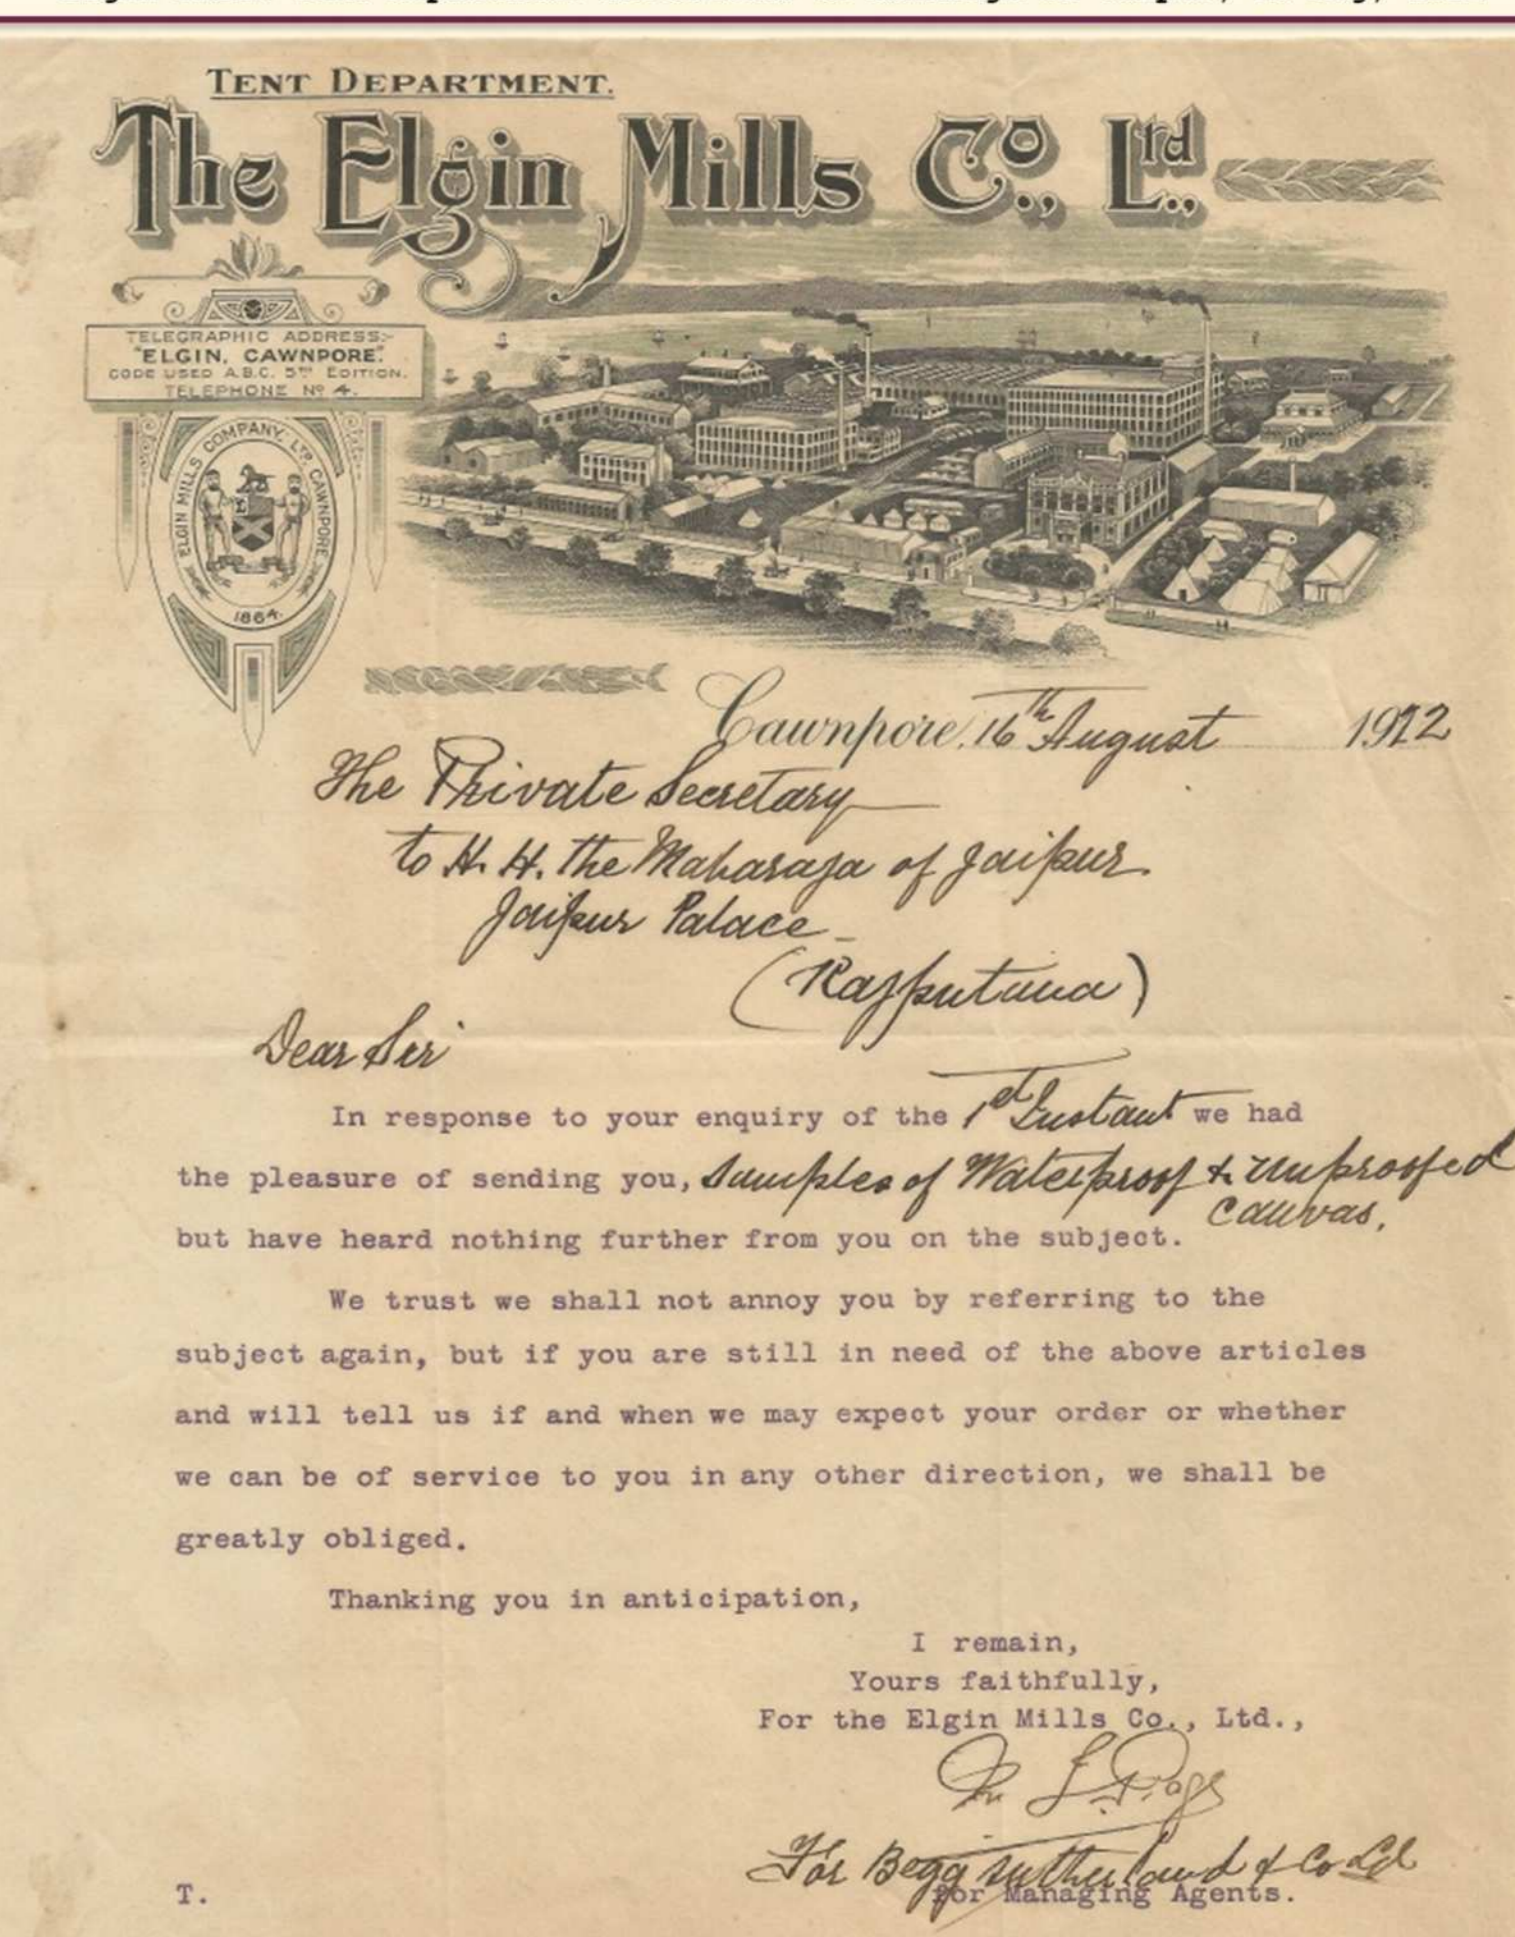 TENT DEPARTMENT.
The Elgin Mills Co., Ltd.,
TELEGRAPHIC ADDRESS:-
"ELGIN, CAWNPORE".
CODE USED A.B.C. 5TH EDITION.
TELEPHONE No 4.
ELGIN MILLS COMPANY, LTD. CAWNPORE
1864.
Cawnpore, 16th August 1922
The Private Secretary
to H. H. the Maharaja of Jaipur
Jaipur Palace
(Rajputana)
Dear Sir
In response to your enquiry of the 1st Instant we had
the pleasure of sending you, Samples of Waterproof & unproofed
canvas,
but have heard nothing further from you on the subject.
We trust we shall not annoy you by referring to the
subject again, but if you are still in need of the above articles
and will tell us if and when we may expect your order or whether
we can be of service to you in any other direction, we shall be
greatly obliged.
Thanking you in anticipation,
I remain,
Yours faithfully,
For the Elgin Mills Co., Ltd.,
For Begg Sutherland & Co Ld
T. for Managing Agents.